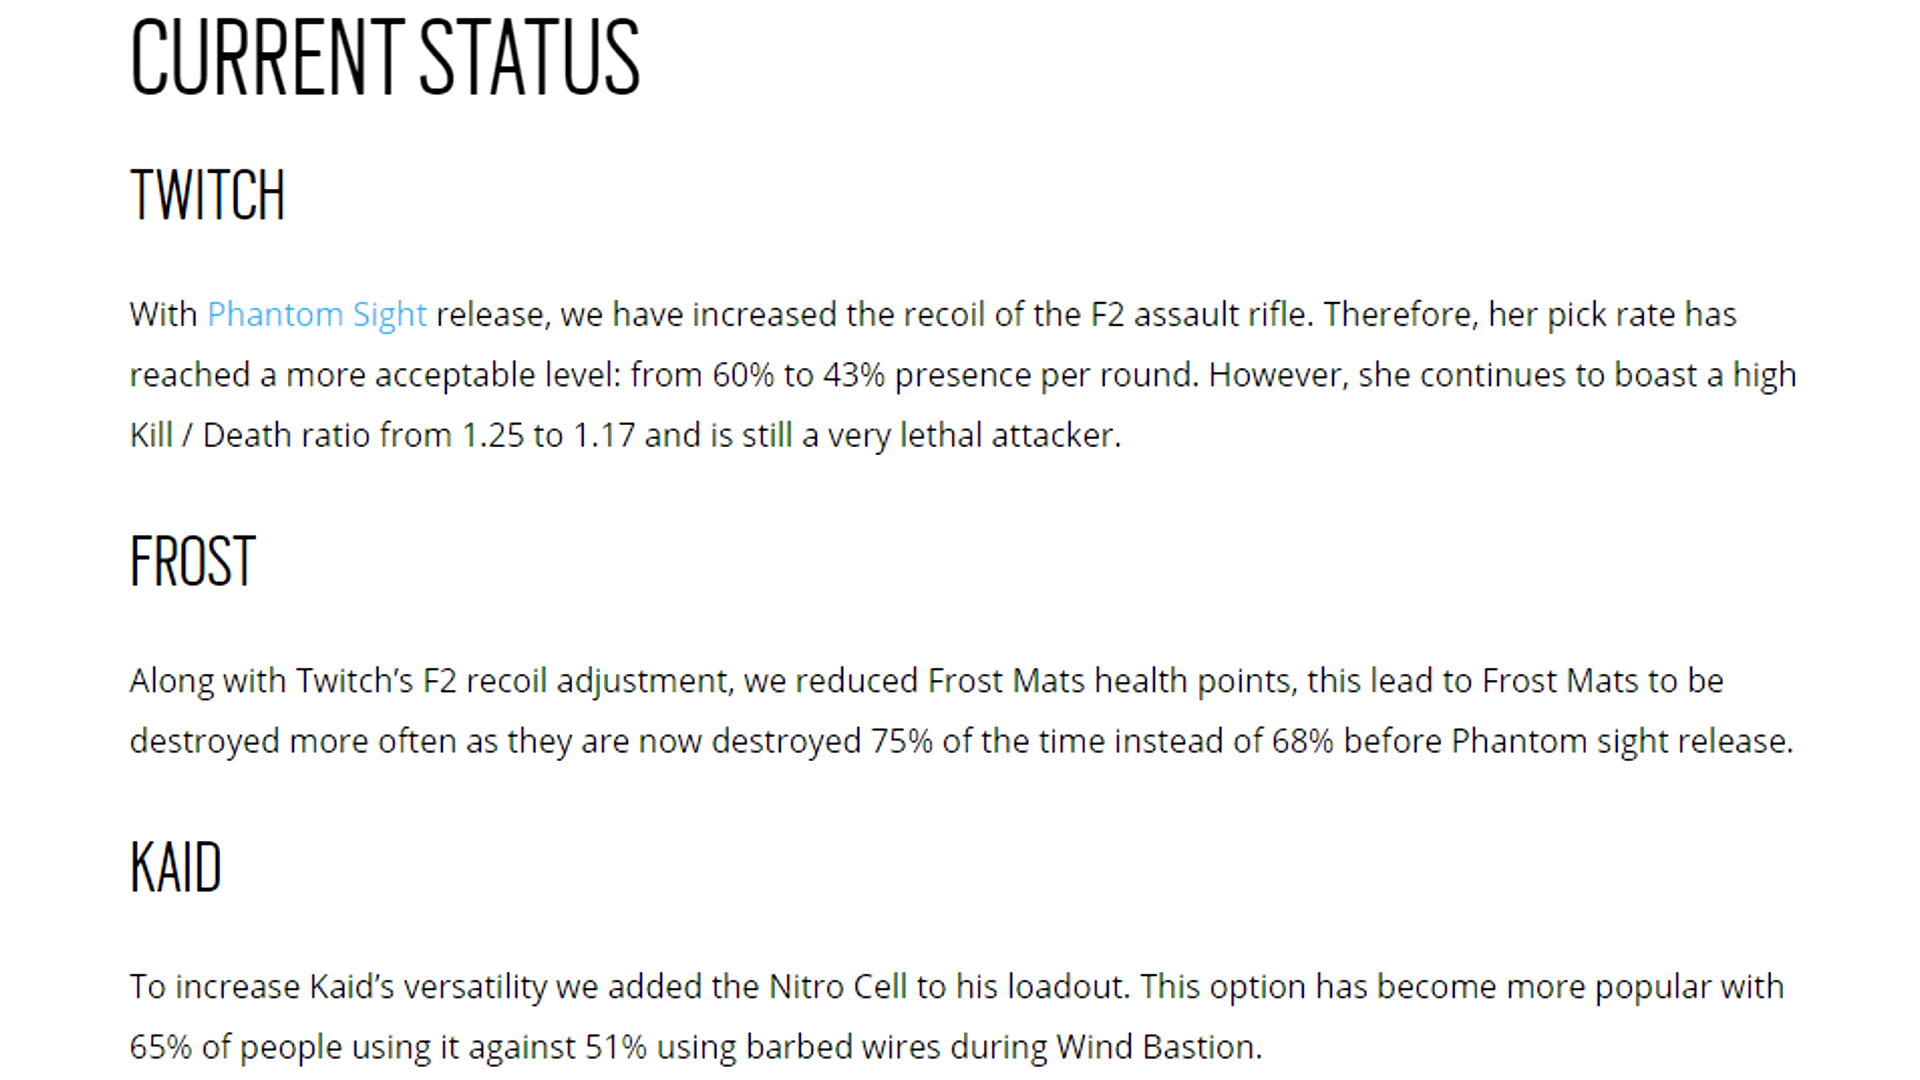 CURRENT STATUS
TWITCH
With Phantom Sight release, we have increased the recoil of the F2 assault rifle. Therefore, her pick rate has
reached a more acceptable level: from 60% to 43% presence per round. However, she continues to boast a high
Kill / Death ratio from 1.25 to 1.17 and is still a very lethal attacker.
FROST
Along with Twitch’s F2 recoil adjustment, we reduced Frost Mats health points, this lead to Frost Mats to be
destroyed more often as they are now destroyed 75% of the time instead of 68% before Phantom sight release.
KAID
To increase Kaid’s versatility we added the Nitro Cell to his loadout. This option has become more popular with
65% of people using it against 51% using barbed wires during Wind Bastion.